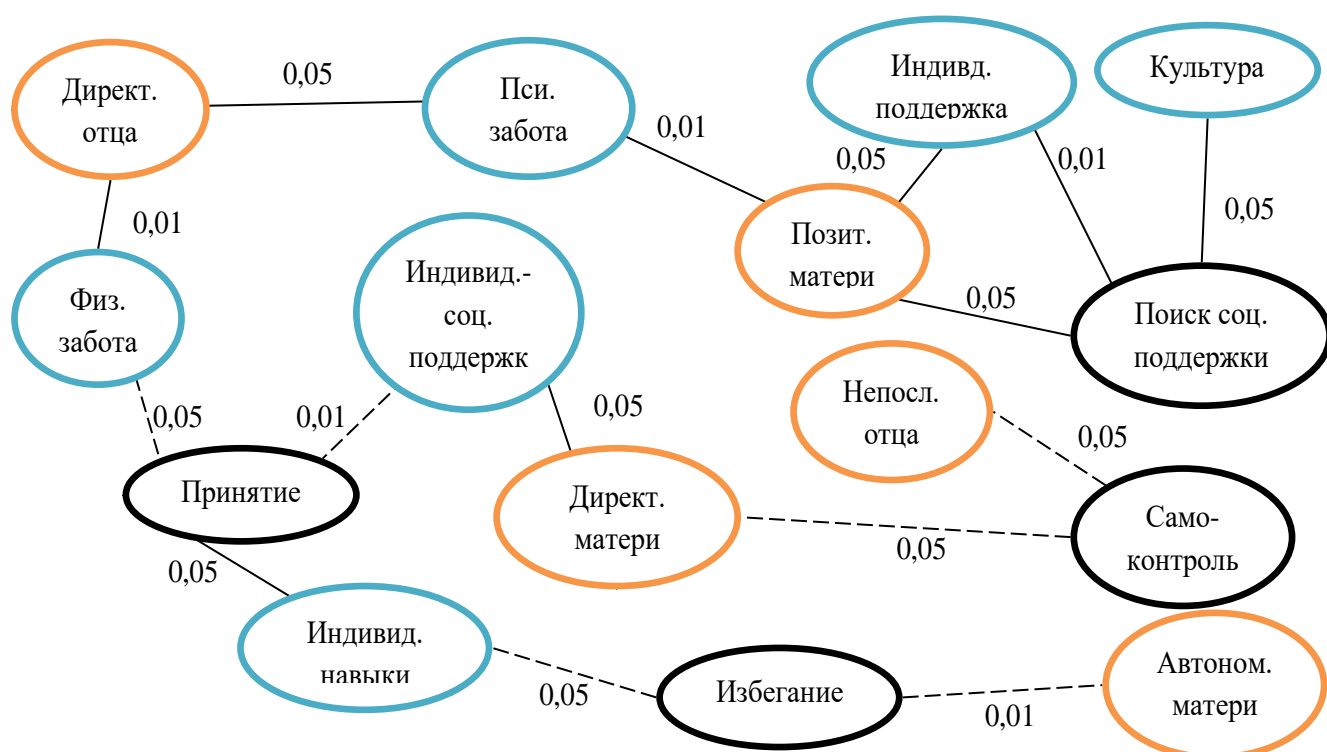 Директ.
отца
0,05
Пси.
забота
0,01
Индивд.
поддержка
Культура
0,05
0,01
0,05
0,01
Физ.
забота
Индивид.-
соц.
поддержк
Позит.
матери
0,05
Поиск соц.
поддержки
0,05
0,01
0,05
Непосл.
отца
0,05
Принятие
Директ.
матери
0,05
Само-
контроль
0,05
Индивид.
навыки
0,05
Избегание
0,01
Автоном.
матери